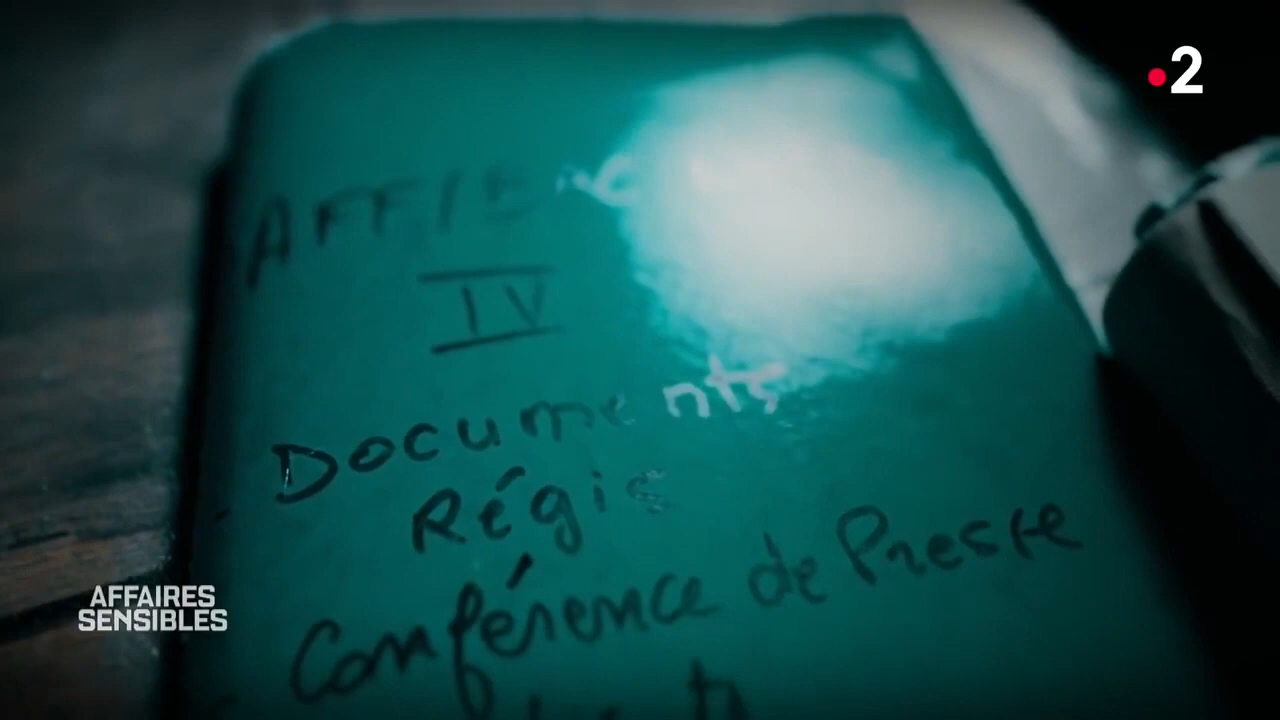 2
IV
Documents
Régis
Conférence de Presse
AFFAIRES
SENSIBLES